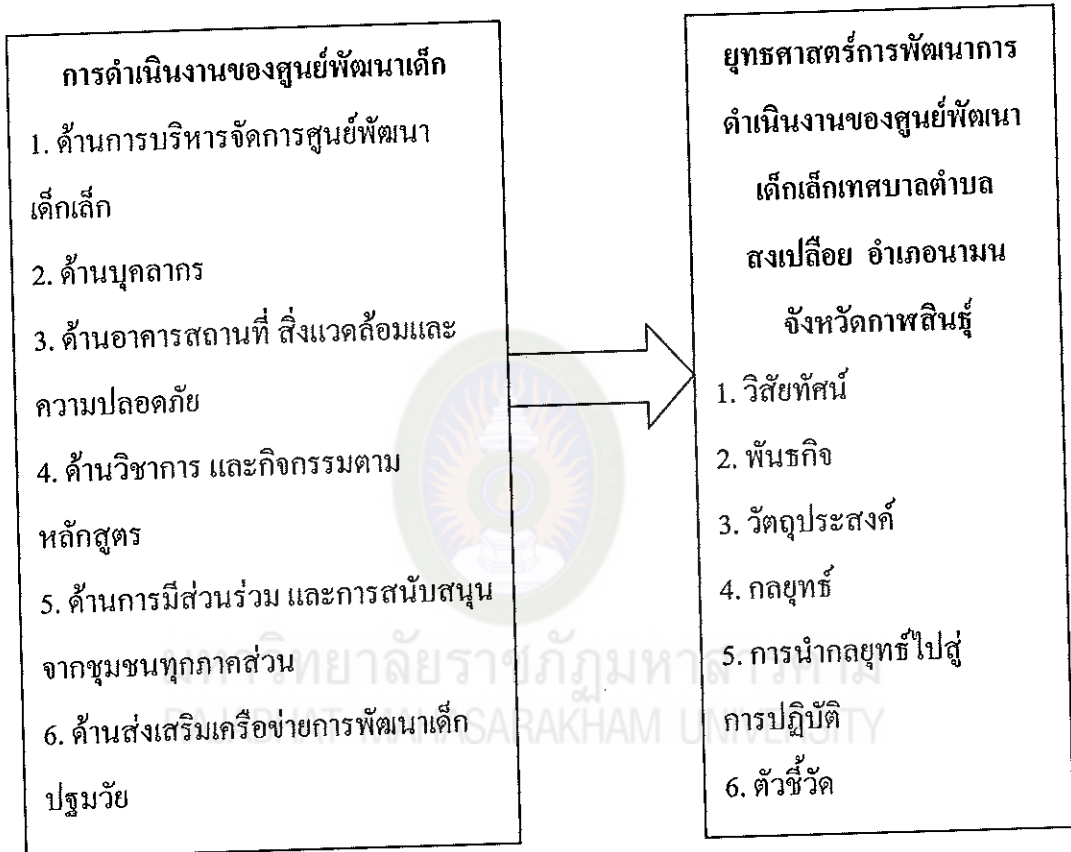 การดำเนินงานของศูนย์พัฒนาเด็ก
1. ด้านการบริหารจัดการศูนย์พัฒนา
เด็กเล็ก
2. ด้านบุคลากร
3. ด้านอาคารสถานที่ สิ่งแวดล้อมและ
ความปลอดภัย
4. ด้านวิชาการ และกิจกรรมตาม
หลักสูตร
5. ด้านการมีส่วนร่วม และการสนับสนุน
จากชุมชนทุกภาคส่วน
6. ด้านส่งเสริมเครือข่ายการพัฒนาเด็ก
ปฐมวัย
ยุทธศาสตร์การพัฒนาการ
ดำเนินงานของศูนย์พัฒนา
เด็กเล็กเทศบาลตำบล
สงเปลือย อำเภอนามน
จังหวัดกาฬสินธุ์
1. วิสัยทัศน์
2. พันธกิจ
3. วัตถุประสงค์
4. กลยุทธ์
5. การนำกลยุทธ์ไปสู่
การปฏิบัติ
6. ตัวชี้วัด
มหาวิทยาลัยราชภัฏมหาสารคาม
RAJABHAT MAHASARAKHAM UNIVERSITY